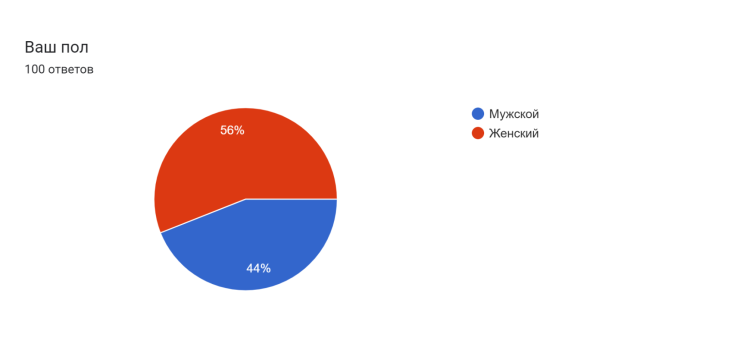 Ваш пол
100 ответов
56%
44%
Мужской
Женский